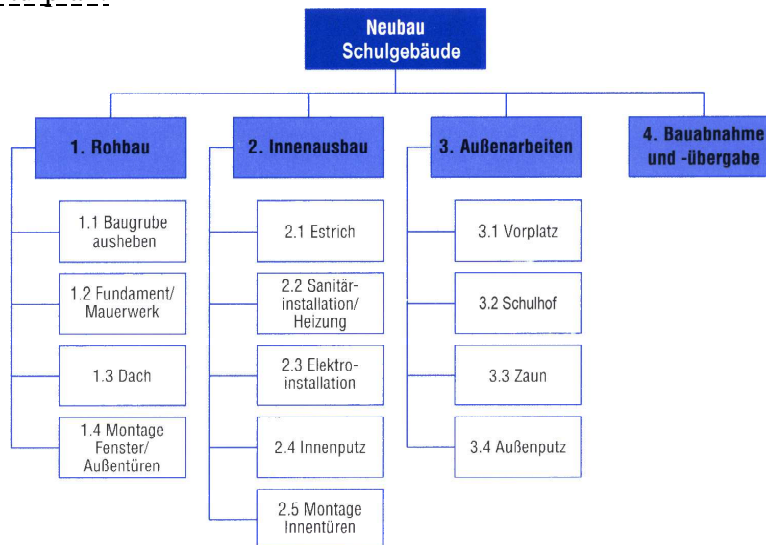 Neubau
Schulgebäude
1. Rohbau
2. Innenausbau
3. Außenarbeiten
4. Bauabnahme
und -übergabe
1.1 Baugrube
ausheben
1.2 Fundament/
Mauerwerk
1.3 Dach
1.4 Montage
Fenster/
Außentüren
2.1 Estrich
2.2 Sanitär-
installation/
Heizung
2.3 Elektro-
installation
2.4 Innenputz
2.5 Montage
Innentüren
3.1 Vorplatz
3.2 Schulhof
3.3 Zaun
3.4 Außenputz